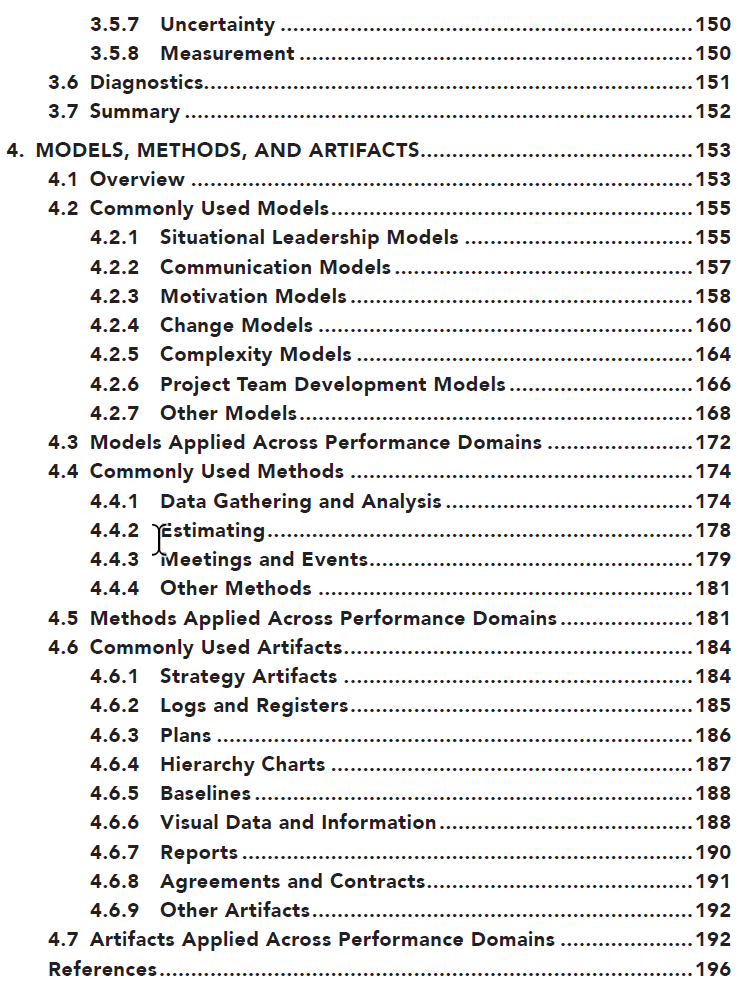 3.5.7 Uncertainty ..... 150
3.5.8 Measurement ..... 150
3.6 Diagnostics..... 151
3.7 Summary ..... 152
4. MODELS, METHODS, AND ARTIFACTS..... 153
4.1 Overview ..... 153
4.2 Commonly Used Models..... 155
4.2.1 Situational Leadership Models ..... 155
4.2.2 Communication Models ..... 157
4.2.3 Motivation Models ..... 158
4.2.4 Change Models ..... 160
4.2.5 Complexity Models ..... 164
4.2.6 Project Team Development Models ..... 166
4.2.7 Other Models..... 168
4.3 Models Applied Across Performance Domains ..... 172
4.4 Commonly Used Methods ..... 174
4.4.1 Data Gathering and Analysis ..... 174
4.4.2 Estimating..... 178
4.4.3 Meetings and Events..... 179
4.4.4 Other Methods ..... 181
4.5 Methods Applied Across Performance Domains ..... 181
4.6 Commonly Used Artifacts..... 184
4.6.1 Strategy Artifacts ..... 184
4.6.2 Logs and Registers..... 185
4.6.3 Plans ..... 186
4.6.4 Hierarchy Charts ..... 187
4.6.5 Baselines ..... 188
4.6.6 Visual Data and Information ..... 188
4.6.7 Reports ..... 190
4.6.8 Agreements and Contracts..... 191
4.6.9 Other Artifacts..... 192
4.7 Artifacts Applied Across Performance Domains ..... 192
References..... 196